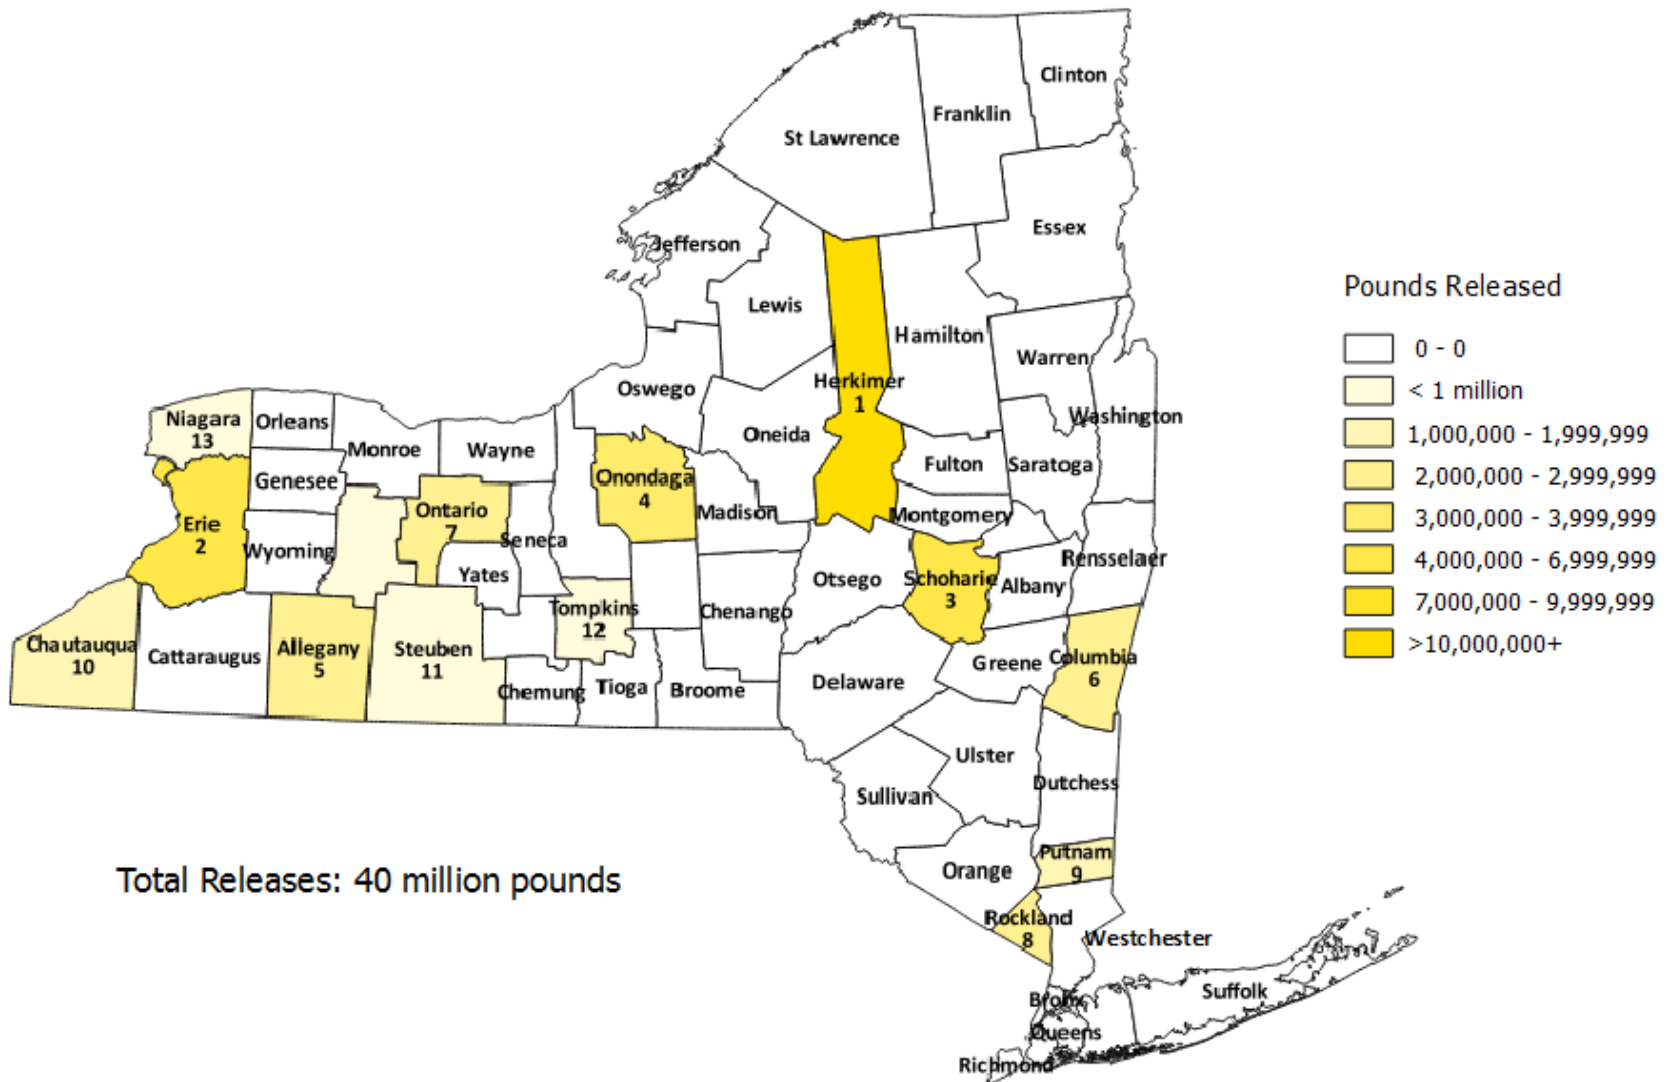 Clinton
Franklin
St Lawrence
Essex
Jefferson
Lewis
Hamilton
Warren
Herkimer
1
Oswego
Washington
Niagara
13
Orleans
Monroe
Wayne
Oneida
Fulton
Saratoga
Genesee
Onondaga
4
Ontario
7
Madison
Montgomery
Erie
2
Wyoming
Seneca
Yates
Otsego
Schoharie
3
Albany
Rensselaer
Tompkins
12
Chenango
Chautauqua
10
Cattaraugus
Allegany
5
Steuben
11
Chemung
Tioga
Broome
Delaware
Greene
Columbia
6
Ulster
Dutchess
Sullivan
Orange
Putnam
9
Rockland
8
Westchester
Bronx
Suffolk
Queens
Richmond
Pounds Released
0 - 0
< 1 million
1,000,000 - 1,999,999
2,000,000 - 2,999,999
3,000,000 - 3,999,999
4,000,000 - 6,999,999
7,000,000 - 9,999,999
>10,000,000+
Total Releases: 40 million pounds